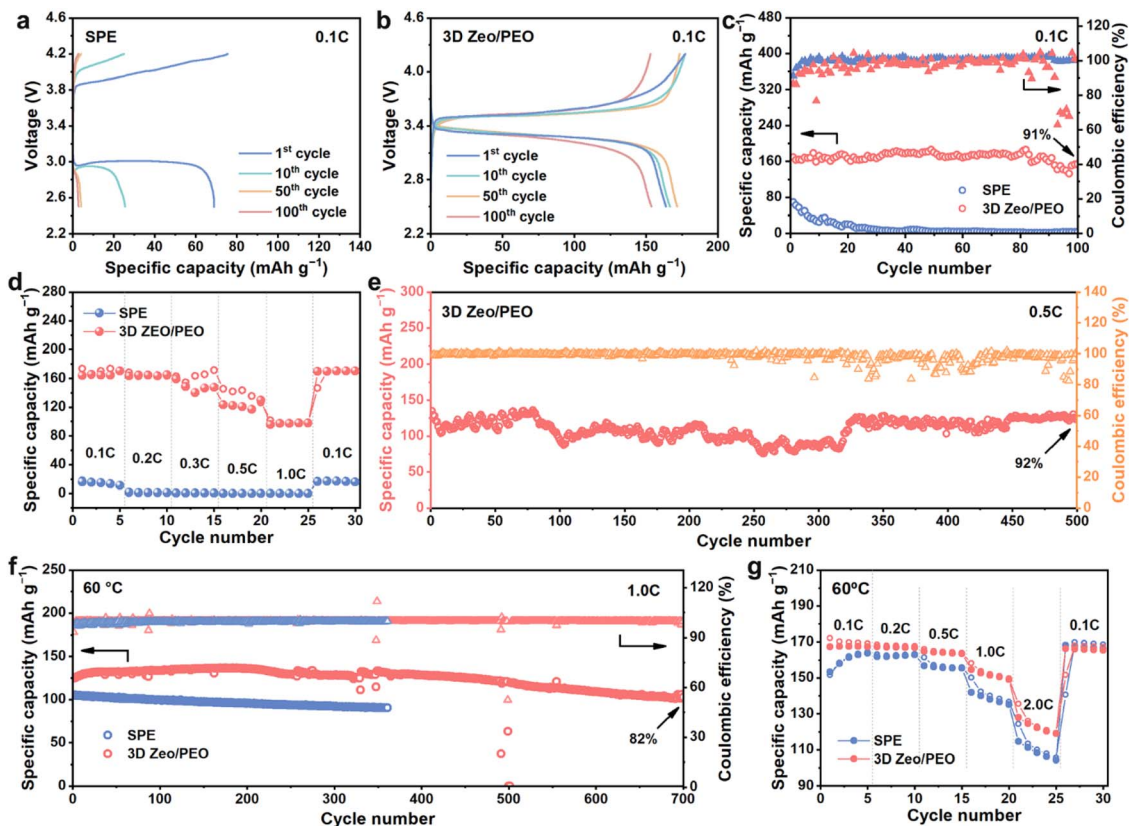 a
SPE
0.1C
Voltage (V)
4.6
4.0
3.4
2.8
2.2
1st cycle
10th cycle
50th cycle
100th cycle
0 20 40 60 80 100 120 140
Specific capacity (mAh g−1)
b
3D Zeo/PEO
0.1C
Voltage (V)
4.6
4.0
3.4
2.8
2.2
1st cycle
10th cycle
50th cycle
100th cycle
0 50 100 150 200
Specific capacity (mAh g−1)
c
0.1C
Specific capacity (mAh g−1)
480
400
320
240
160
80
0
91%
SPE
3D Zeo/PEO
120
100
80
60
40
20
0
Coulombic efficiency (%)
0 20 40 60 80 100
Cycle number
d
Specific capacity (mAh g−1)
280
240
200
160
120
80
40
0
SPE
3D ZEO/PEO
0.1C 0.2C 0.3C 0.5C 1.0C 0.1C
0 5 10 15 20 25 30
Cycle number
e
3D Zeo/PEO
0.5C
Specific capacity (mAh g−1)
300
250
200
150
100
50
0
92%
140
120
100
80
60
40
20
0
Coulombic efficiency (%)
0 50 100 150 200 250 300 350 400 450 500
Cycle number
f
60 °C
1.0C
Specific capacity (mAh g−1)
250
200
150
100
50
0
82%
SPE
3D Zeo/PEO
120
90
60
30
0
Coulombic efficiency (%)
0 100 200 300 400 500 600 700
Cycle number
g
60ºC
Specific capacity (mAh g−1)
210
190
170
150
130
110
90
0.1C 0.2C 0.5C 1.0C 2.0C 0.1C
SPE
3D Zeo/PEO
0 5 10 15 20 25 30
Cycle number